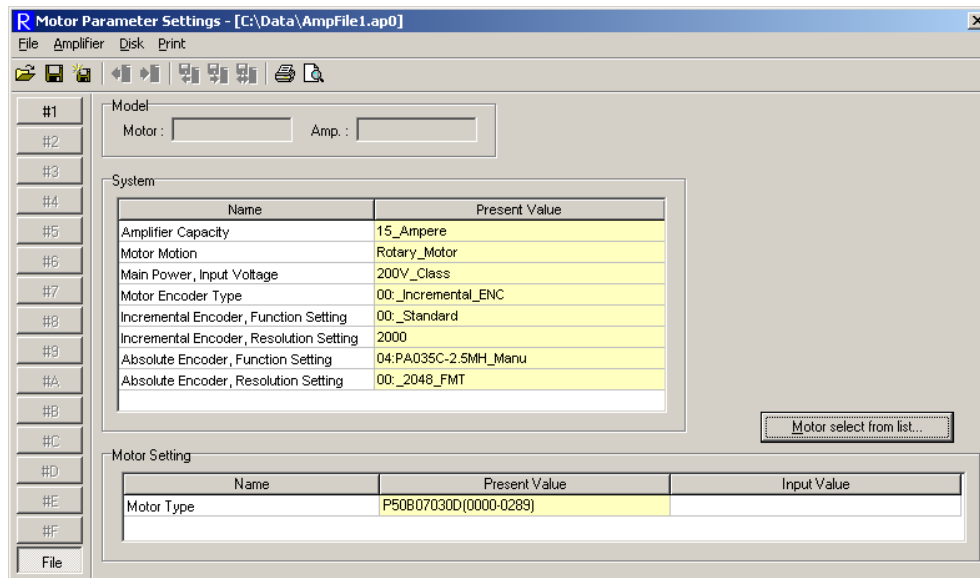 R Motor Parameter Settings - [C:\Data\AmpFile1.ap0]
File Amplifier Disk Print
#1
#2
#3
#4
#5
#6
#7
#8
#9
#A
#B
#C
#D
#E
#F
File
Model
Motor : Amp. :
System
Name Present Value
Amplifier Capacity 15_Ampere
Motor Motion Rotary_Motor
Main Power, Input Voltage 200V_Class
Motor Encoder Type 00:_Incremental_ENC
Incremental Encoder, Function Setting 00:_Standard
Incremental Encoder, Resolution Setting 2000
Absolute Encoder, Function Setting 04:PA035C-2.5MH_Manu
Absolute Encoder, Resolution Setting 00:_2048_FMT
Motor select from list...
Motor Setting
Name Present Value Input Value
Motor Type P50B07030D(0000-0289)